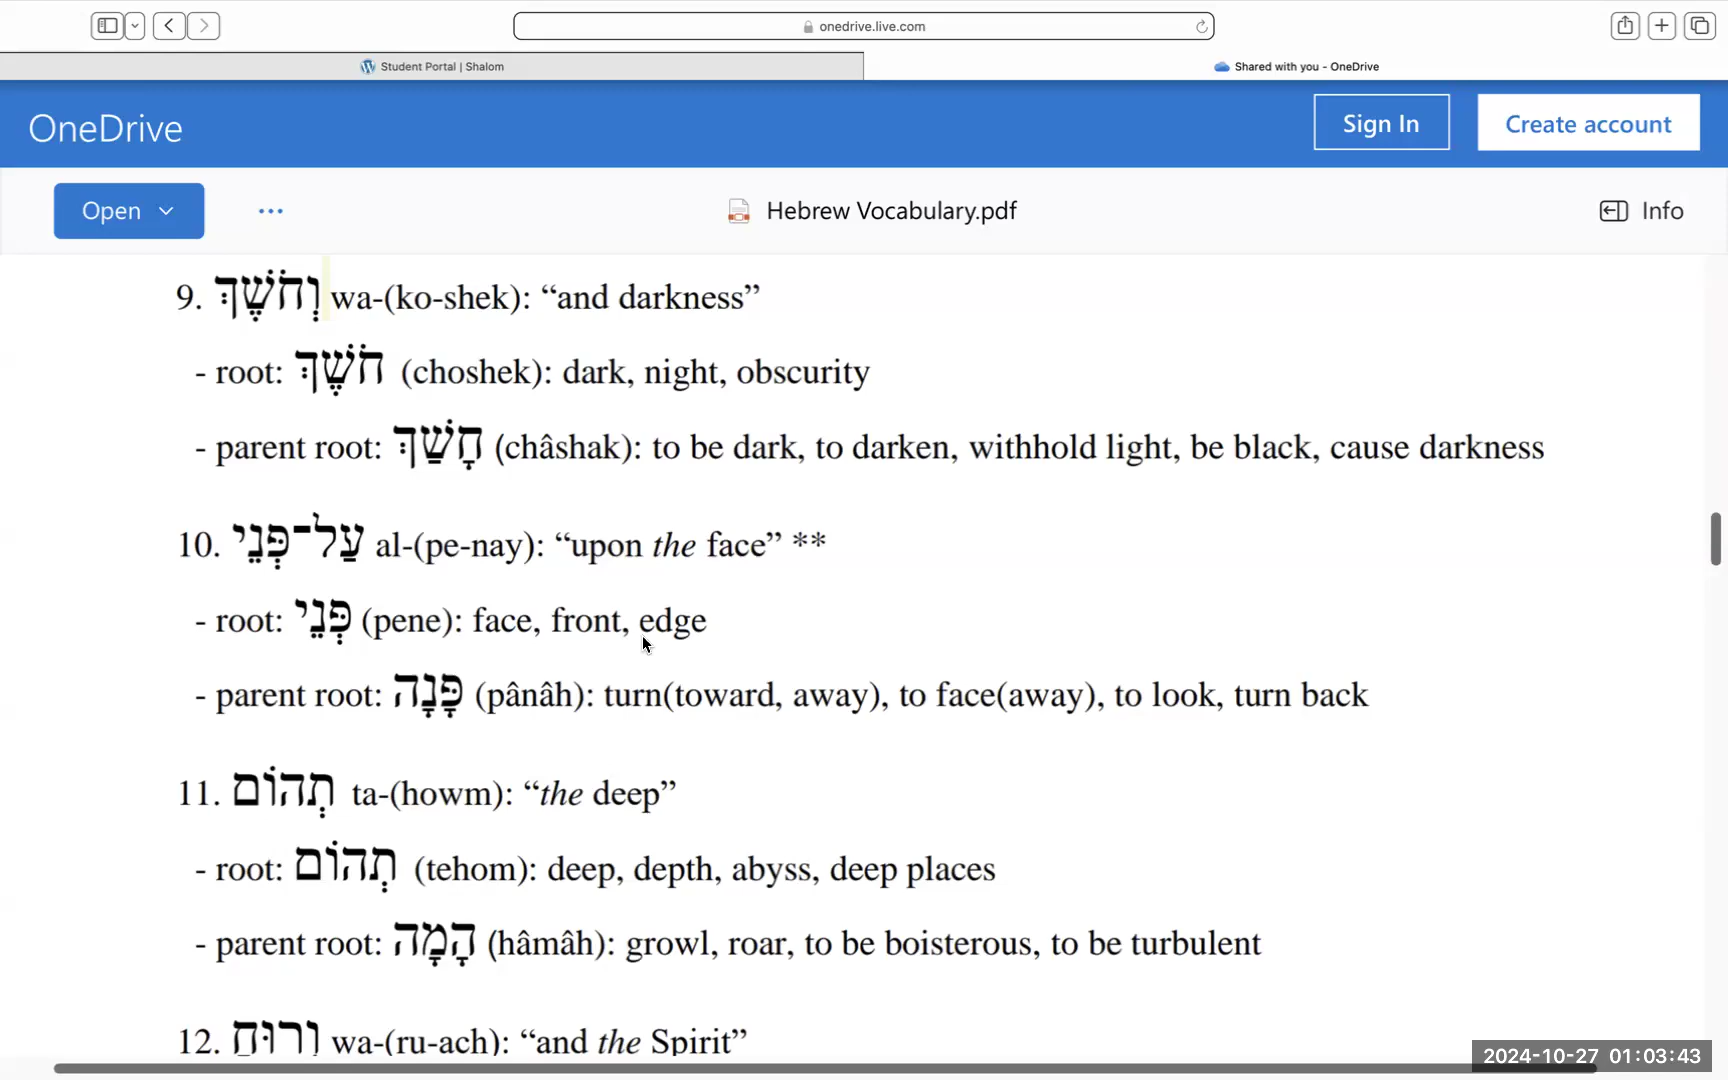 onedrive.live.com
Student Portal | Shalom
Shared with you - OneDrive
OneDrive
Sign In
Create account
Open
Hebrew Vocabulary.pdf
Info
9. וְחֹשֶׁךְ wa-(ko-shek): “and darkness”
- root: חֹשֶׁךְ (choshek): dark, night, obscurity
- parent root: חָשַׁךְ (châshak): to be dark, to darken, withhold light, be black, cause darkness
10. עַל־פְּנֵי al-(pe-nay): “upon the face” **
- root: פְּנֵי (pene): face, front, edge
- parent root: פָּנָה (pânâh): turn(toward, away), to face(away), to look, turn back
11. תְהוֹם ta-(howm): “the deep”
- root: תְהוֹם (tehom): deep, depth, abyss, deep places
- parent root: הָמָה (hâmâh): growl, roar, to be boisterous, to be turbulent
12. וְרוּחַ wa-(ru-ach): “and the Spirit”
2024-10-27 01:03:43